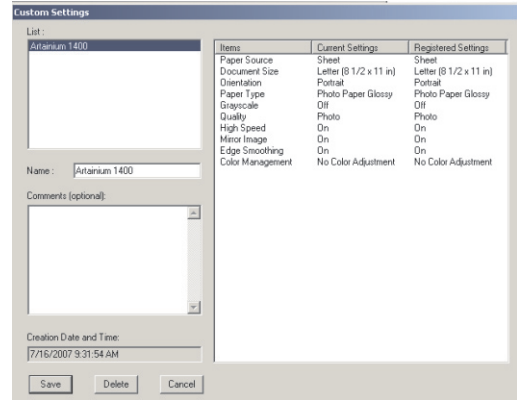 Custom Settings
List :
Artainium 1400
Name : Artainium 1400
Comments (optional):
Creation Date and Time:
7/16/2007 9:31:54 AM
Save Delete Cancel
Items Current Settings Registered Settings
Paper Source Sheet Sheet
Document Size Letter (8 1/2 x 11 in) Letter (8 1/2 x 11 in)
Orientation Portrait Portrait
Paper Type Photo Paper Glossy Photo Paper Glossy
Grayscale Off Off
Quality Photo Photo
High Speed On On
Mirror Image On On
Edge Smoothing On On
Color Management No Color Adjustment No Color Adjustment